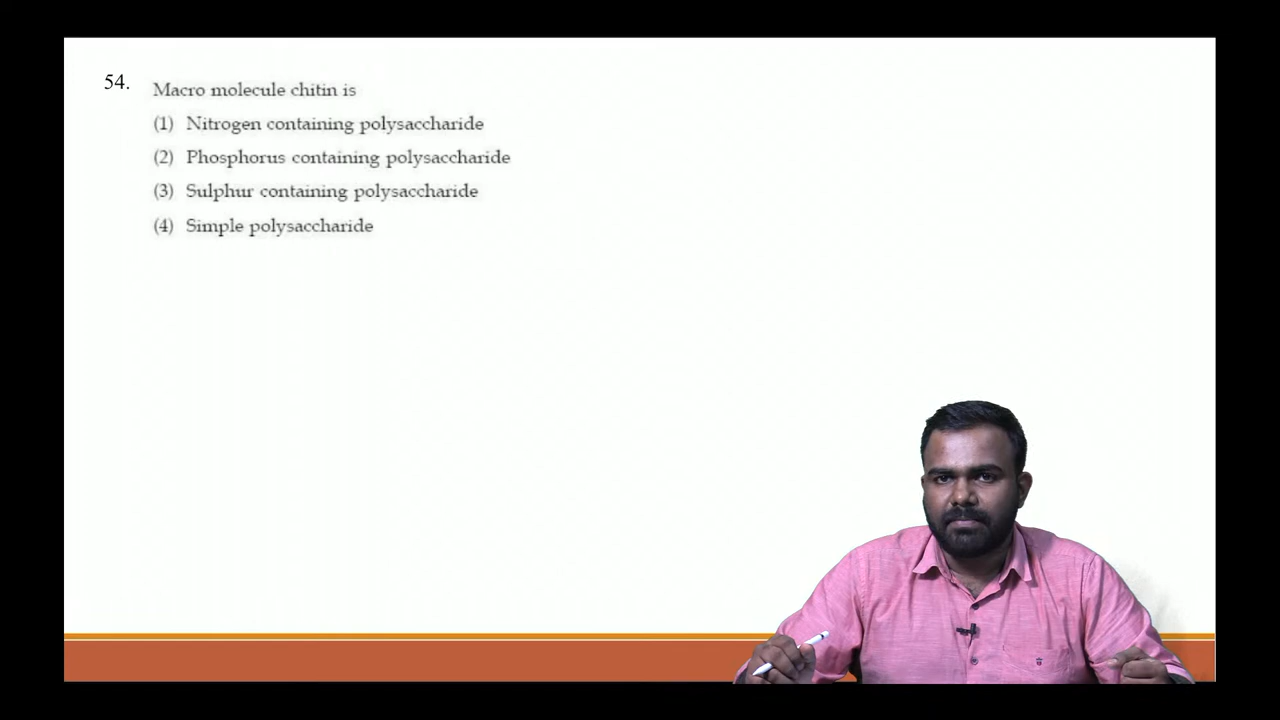 54.
Macro molecule chitin is
(1) Nitrogen containing polysaccharide
(2) Phosphorus containing polysaccharide
(3) Sulphur containing polysaccharide
(4) Simple polysaccharide